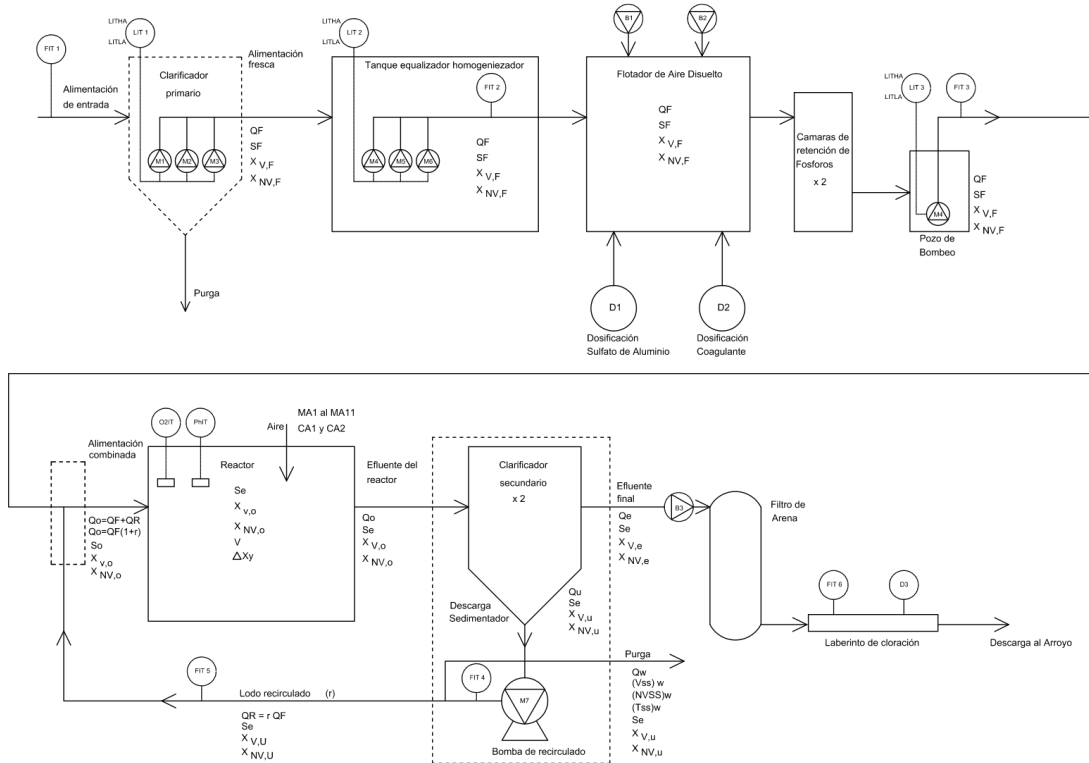 FIT 1
Alimentación
de entrada
LITHA
LITLA
LIT 1
Clarificador
primario
M1
M2
M3
Purga
Alimentación
fresca
QF
SF
X V,F
X NV,F
LITHA
LITLA
LIT 2
Tanque equalizador homogeneizador
FIT 2
M4
M5
M6
QF
SF
X V,F
X NV,F
B1
B2
Flotador de Aire Disuelto
QF
SF
X V,F
X NV,F
D1
Dosificación
Sulfato de Aluminio
D2
Dosificación
Coagulante
Camaras de
retención de
Fosforos
x 2
LITHA
LITLA
LIT 3
FIT 3
M4
QF
SF
X V,F
X NV,F
Pozo de
Bombeo
Alimentación
combinada
Qo=QF+QR
Qo=QF(1+r)
So
X v,o
X NV,o
O2IT
PhIT
Aire
MA1 al MA11
CA1 y CA2
Reactor
Se
X v,o
X NV,o
V
△Xy
Efluente del
reactor
Qo
Se
X V,o
X NV,o
Clarificador
secundario
x 2
Descarga
Sedimentador
Qu
Se
X V,u
X NV,u
Efluente
final
Qe
Se
X V,e
X NV,e
B3
Filtro de
Arena
FIT 6
D3
Laberinto de cloración
Descarga al Arroyo
Purga
Qw
(Vss) w
(NVSS)w
(Tss)w
Se
X V,u
X NV,u
FIT 4
M7
Bomba de recirculado
FIT 5
Lodo recirculado (r)
QR = r QF
Se
X V,U
X NV,U